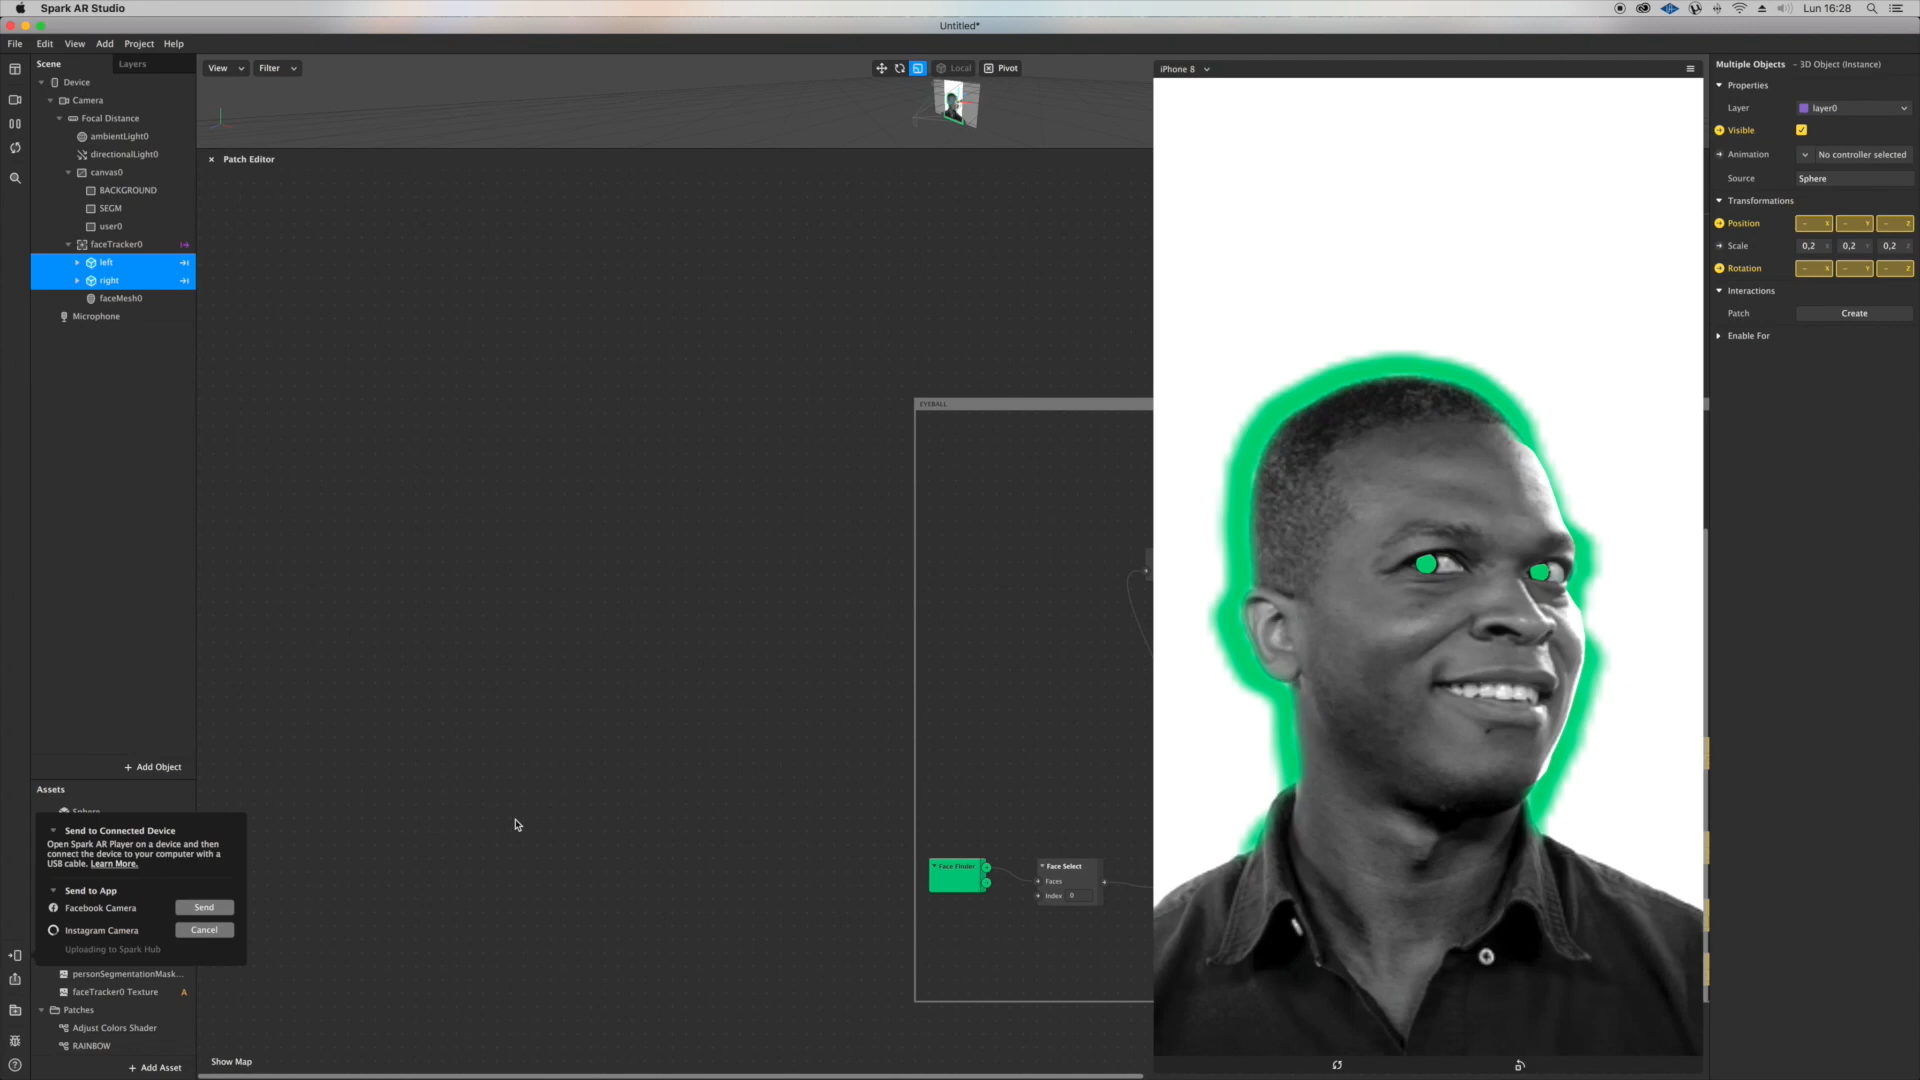 Spark AR Studio
Lun 16:28
Untitled*
File Edit View Add Project Help
Scene
Layers
Device
Camera
Focal Distance
ambientLight0
directionalLight0
canvas0
BACKGROUND
SEGM
user0
faceTracker0
left
right
faceMesh0
Microphone
+ Add Object
Assets
Sphere
Send to Connected Device
Open Spark AR Player on a device and then
connect the device to your computer with a
USB cable. Learn More.
Send to App
Facebook Camera
Send
Instagram Camera
Cancel
Uploading to Spark Hub
personSegmentationMask...
faceTracker0 Texture
A
Patches
Adjust Colors Shader
RAINBOW
+ Add Asset
View
Filter
Local
Pivot
× Patch Editor
EYEBALL
Face Finder
Face Select
Faces
Index 0
Show Map
iPhone 8
Multiple Objects - 3D Object (Instance)
Properties
Layer layer0
Visible
Animation No controller selected
Source Sphere
Transformations
Position - X - Y - Z
Scale 0,2 X 0,2 Y 0,2 Z
Rotation - X - Y - Z
Interactions
Patch Create
Enable For